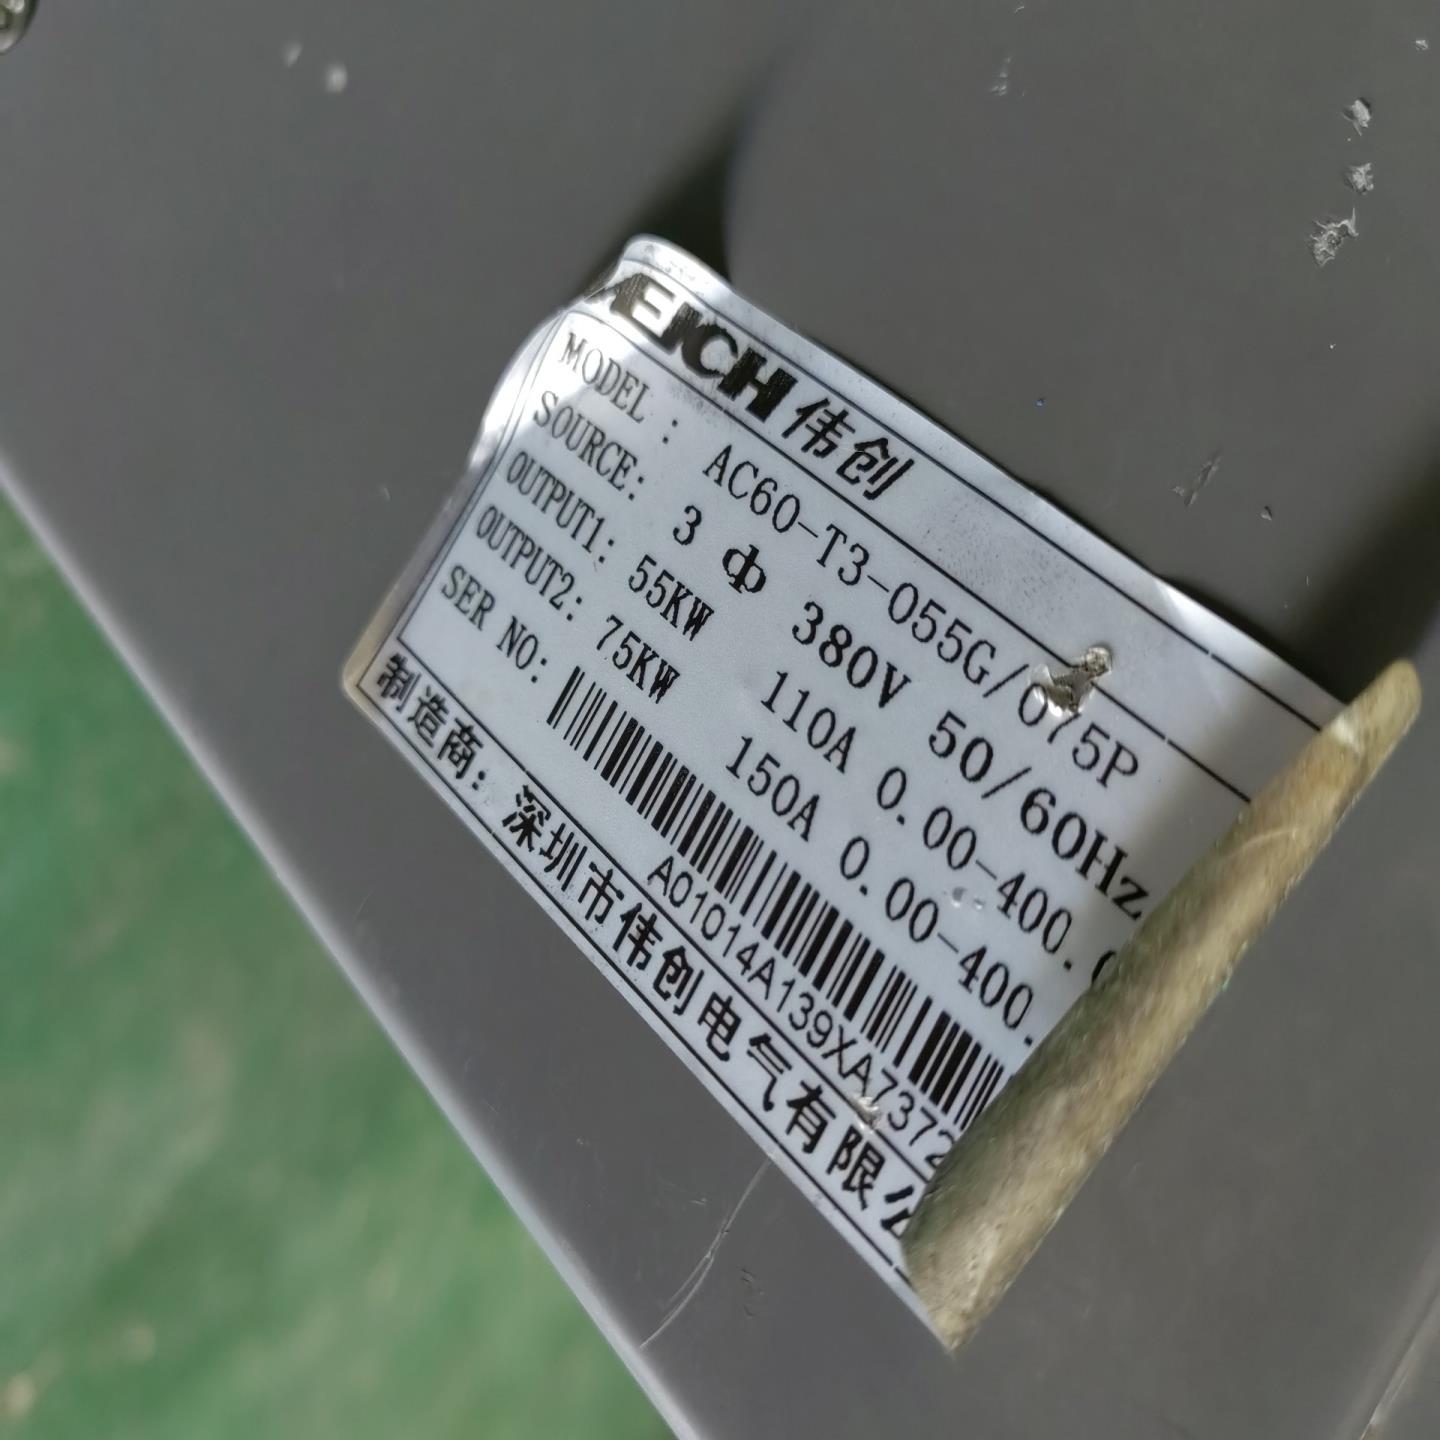 VEICHI 伟创
MODEL : AC60-T3-055G/075P
SOURCE: 3 Φ 380V 50/60Hz
OUTPUT1: 55KW 110A 0.00-400.
OUTPUT2: 75KW 150A 0.00-400.
SER NO:
A01014A139XA7372
制造商: 深圳市伟创电气有限公